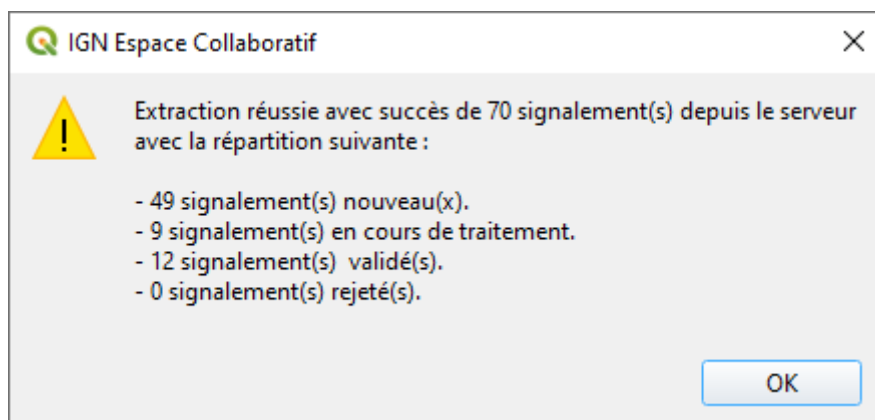 IGN Espace Collaboratif
Extraction réussie avec succès de 70 signalement(s) depuis le serveur
avec la répartition suivante :
- 49 signalement(s) nouveau(x).
- 9 signalement(s) en cours de traitement.
- 12 signalement(s)  validé(s).
- 0 signalement(s) rejeté(s).
OK